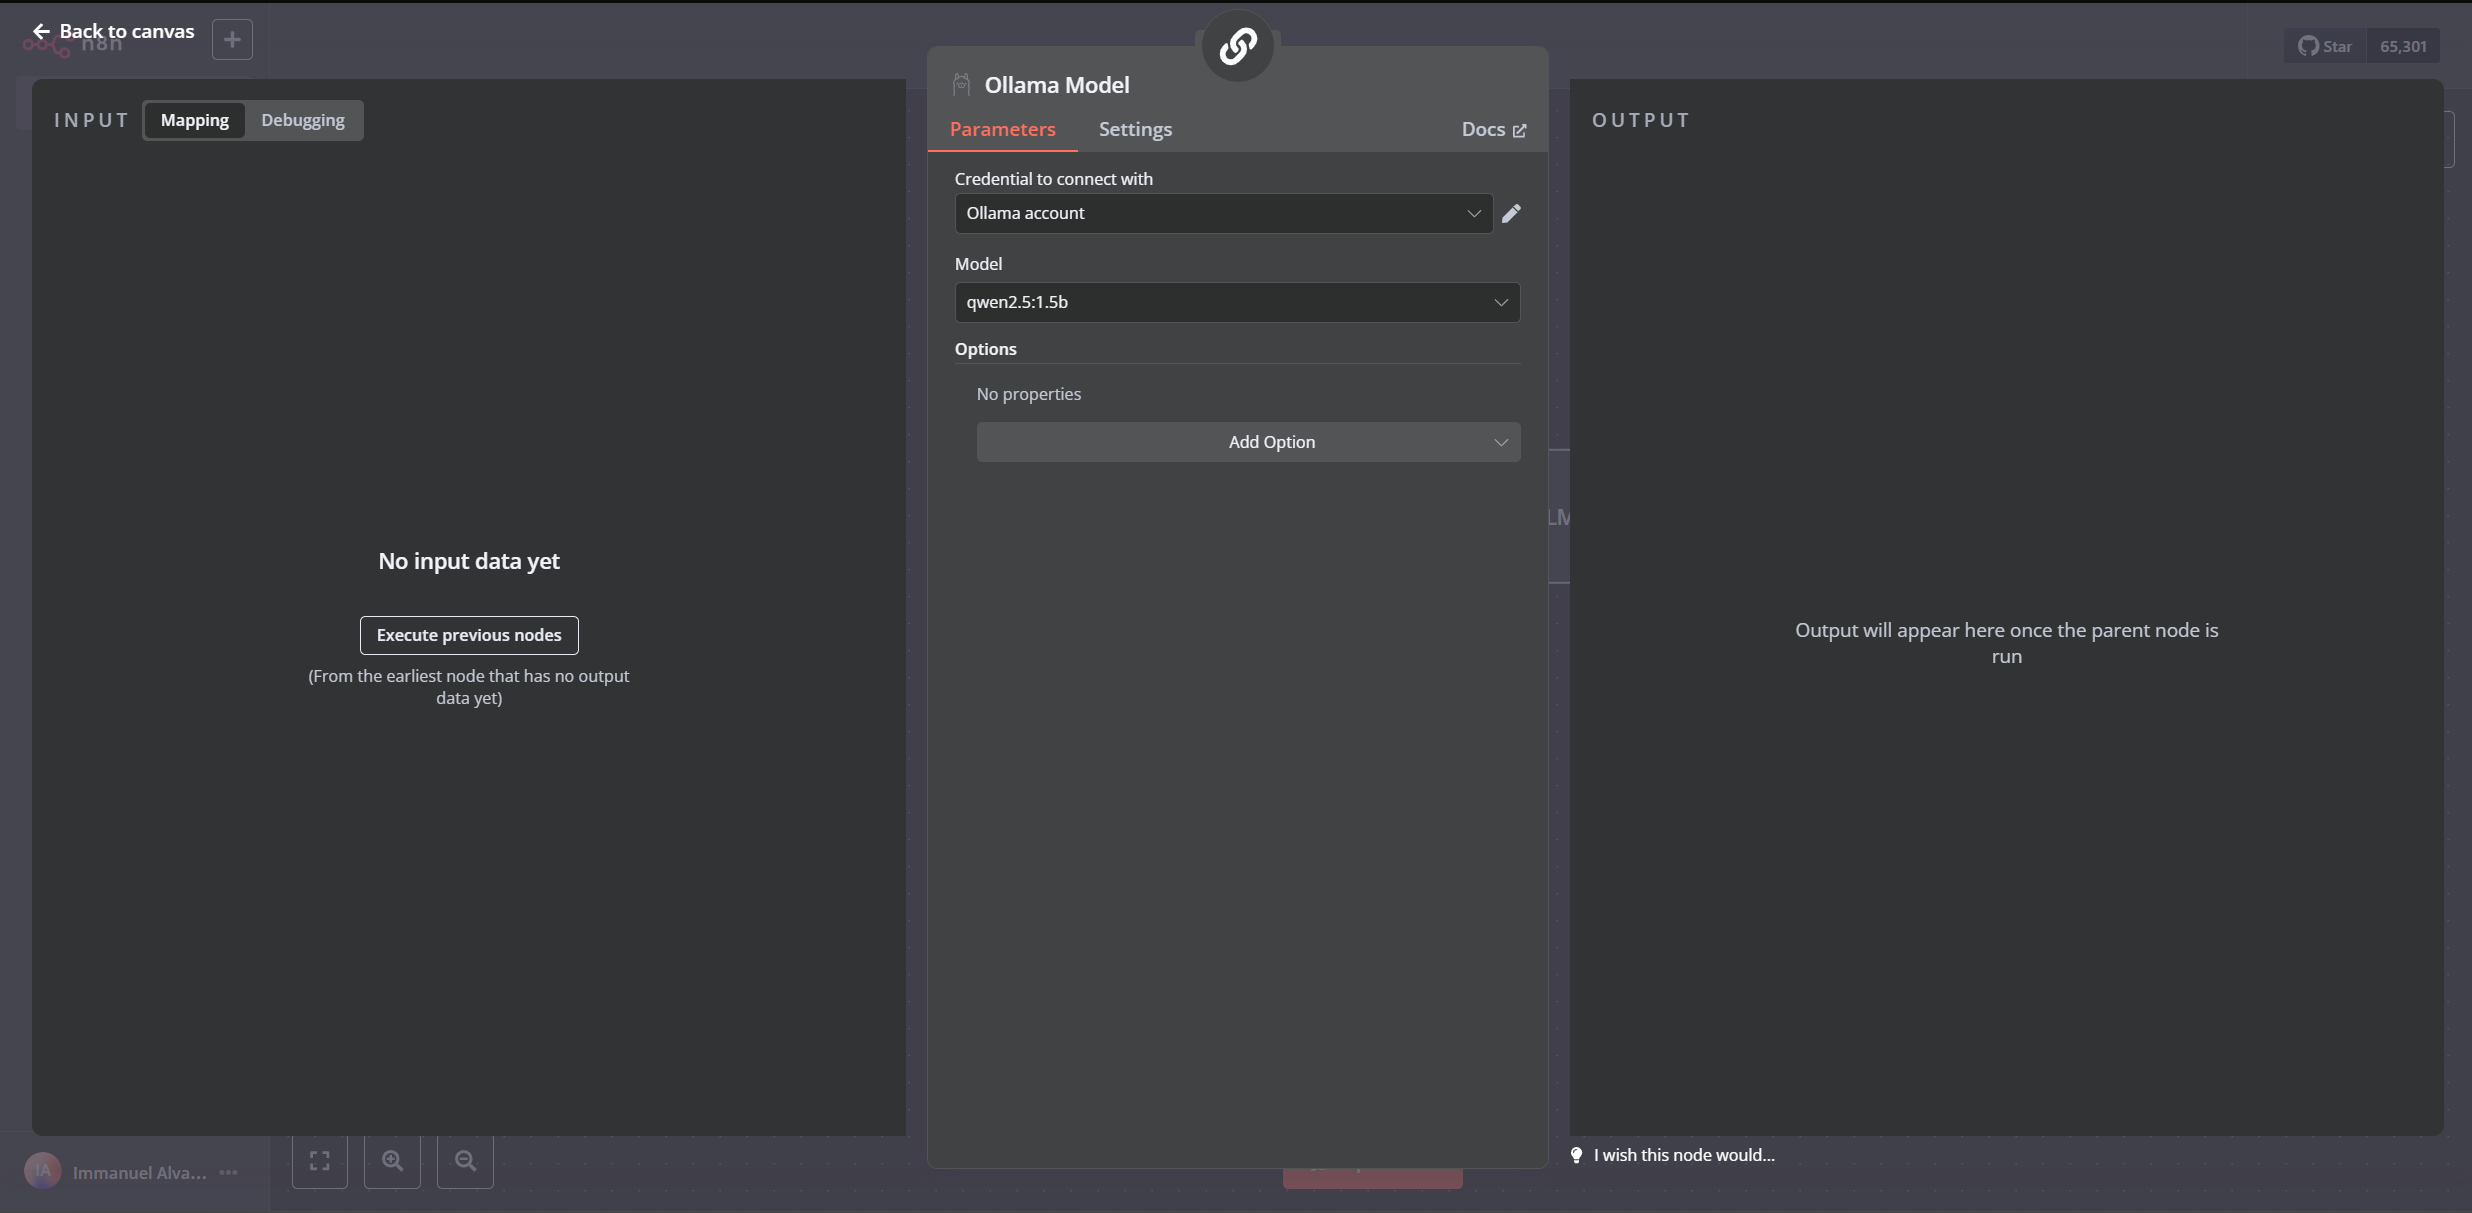 Back to canvas
n8n
Star 65,301
INPUT Mapping Debugging
No input data yet
Execute previous nodes
(From the earliest node that has no output
data yet)
Ollama Model
Parameters Settings Docs
Credential to connect with
Ollama account
Model
qwen2.5:1.5b
Options
No properties
Add Option
LM
OUTPUT
Output will appear here once the parent node is
run
I wish this node would...
IA Immanuel Alva...